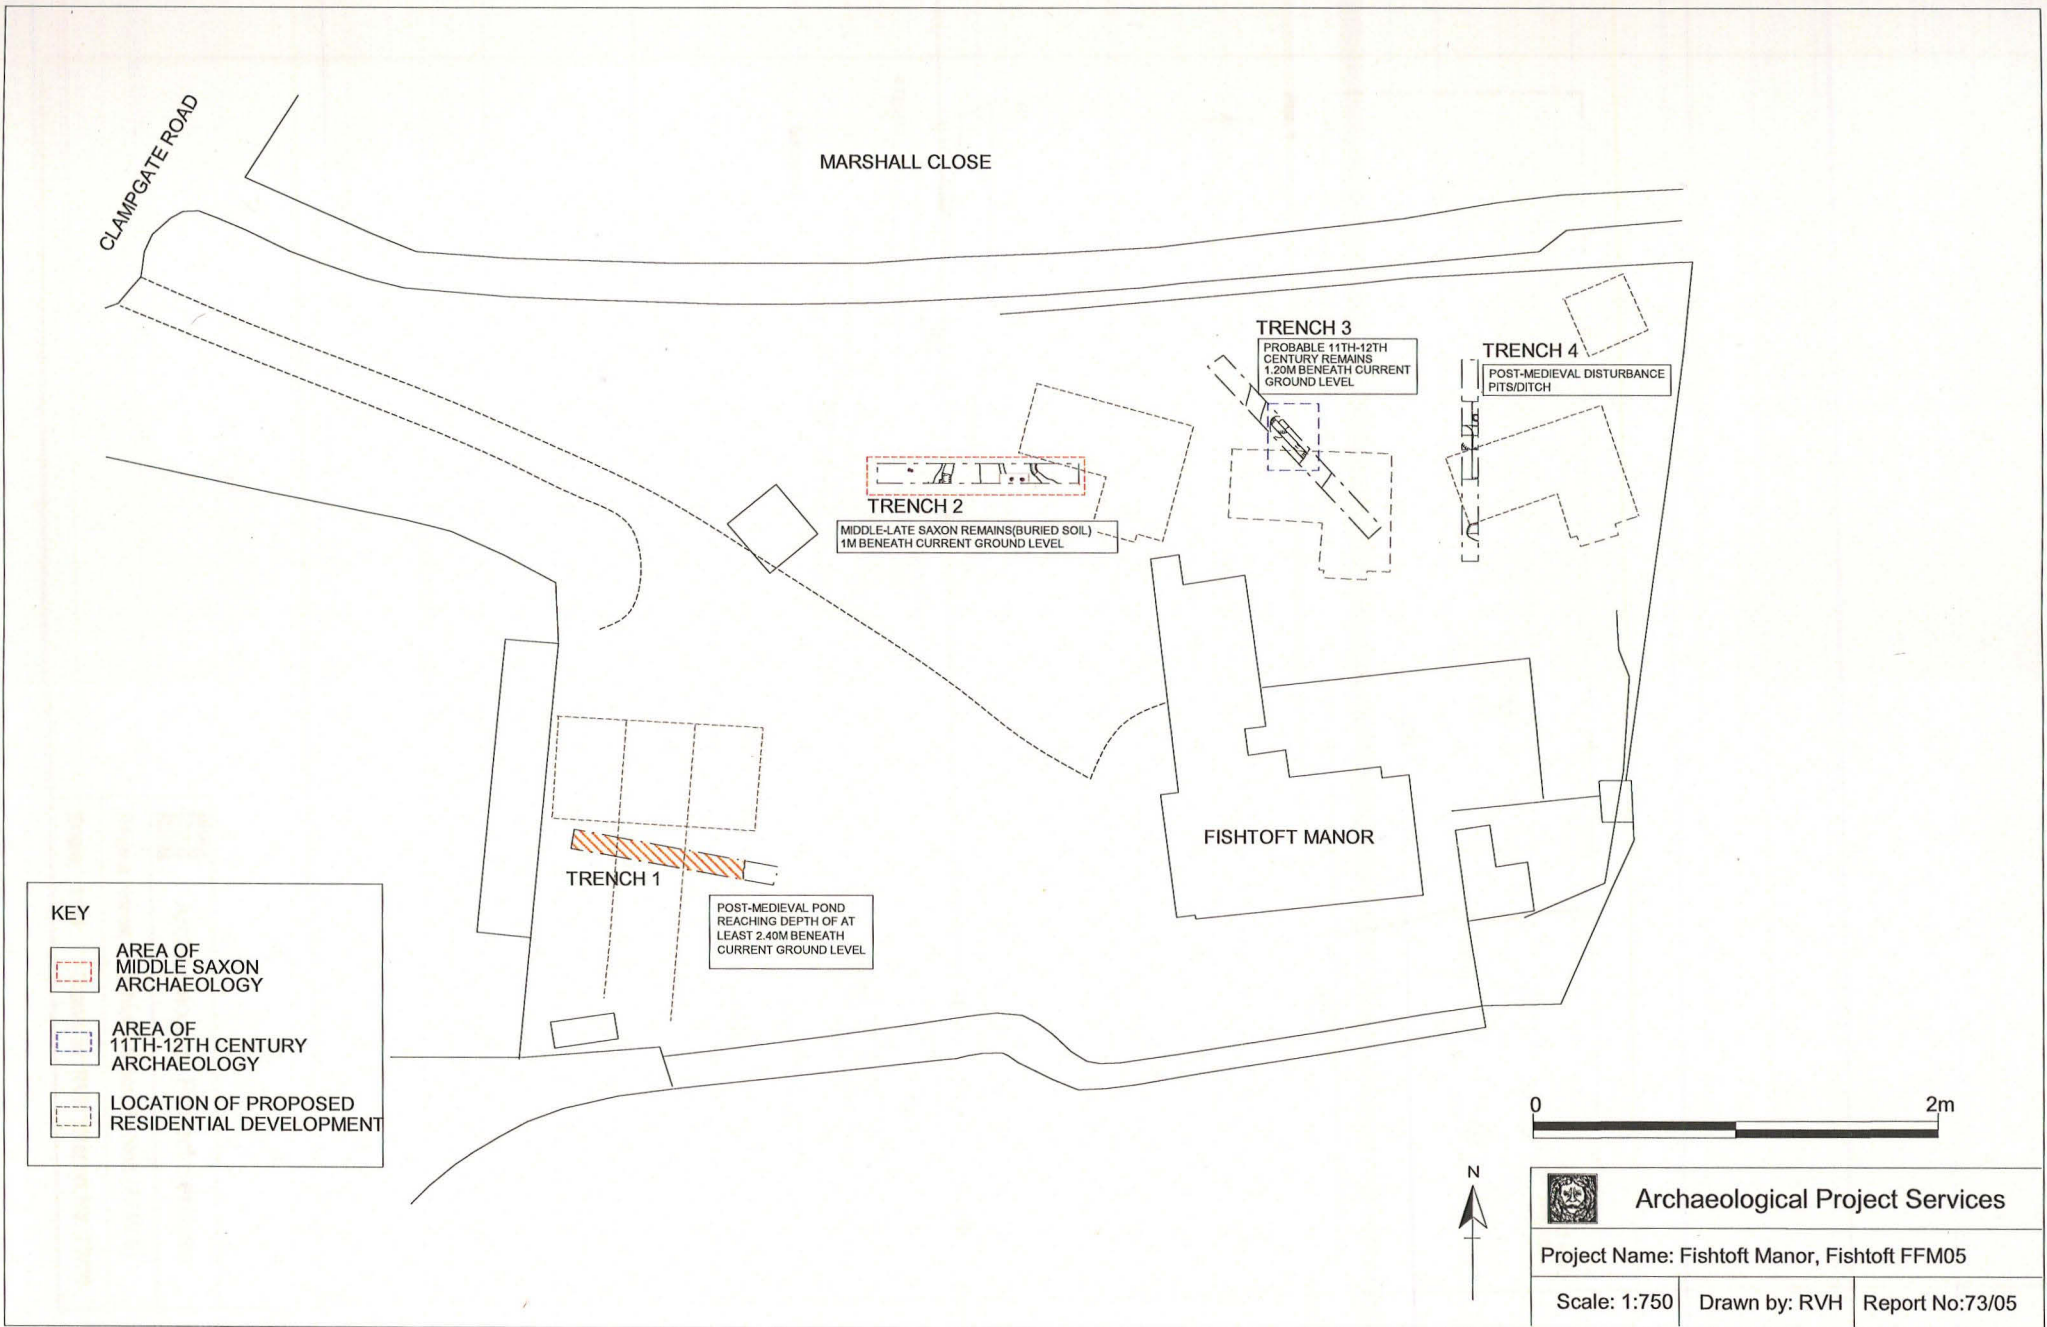 CLAMPGATE ROAD
MARSHALL CLOSE
TRENCH 3
PROBABLE 11TH-12TH
CENTURY REMAINS
1.20M BENEATH CURRENT
GROUND LEVEL
TRENCH 4
POST-MEDIEVAL DISTURBANCE
PITS/DITCH
TRENCH 2
MIDDLE-LATE SAXON REMAINS(BURIED SOIL)
1M BENEATH CURRENT GROUND LEVEL
FISHTOFT MANOR
TRENCH 1
POST-MEDIEVAL POND
REACHING DEPTH OF AT
LEAST 2.40M BENEATH
CURRENT GROUND LEVEL
KEY
AREA OF
MIDDLE SAXON
ARCHAEOLOGY
AREA OF
11TH-12TH CENTURY
ARCHAEOLOGY
LOCATION OF PROPOSED
RESIDENTIAL DEVELOPMENT
0 2m
N
Archaeological Project Services
Project Name: Fishtoft Manor, Fishtoft FFM05
Scale: 1:750 Drawn by: RVH Report No:73/05